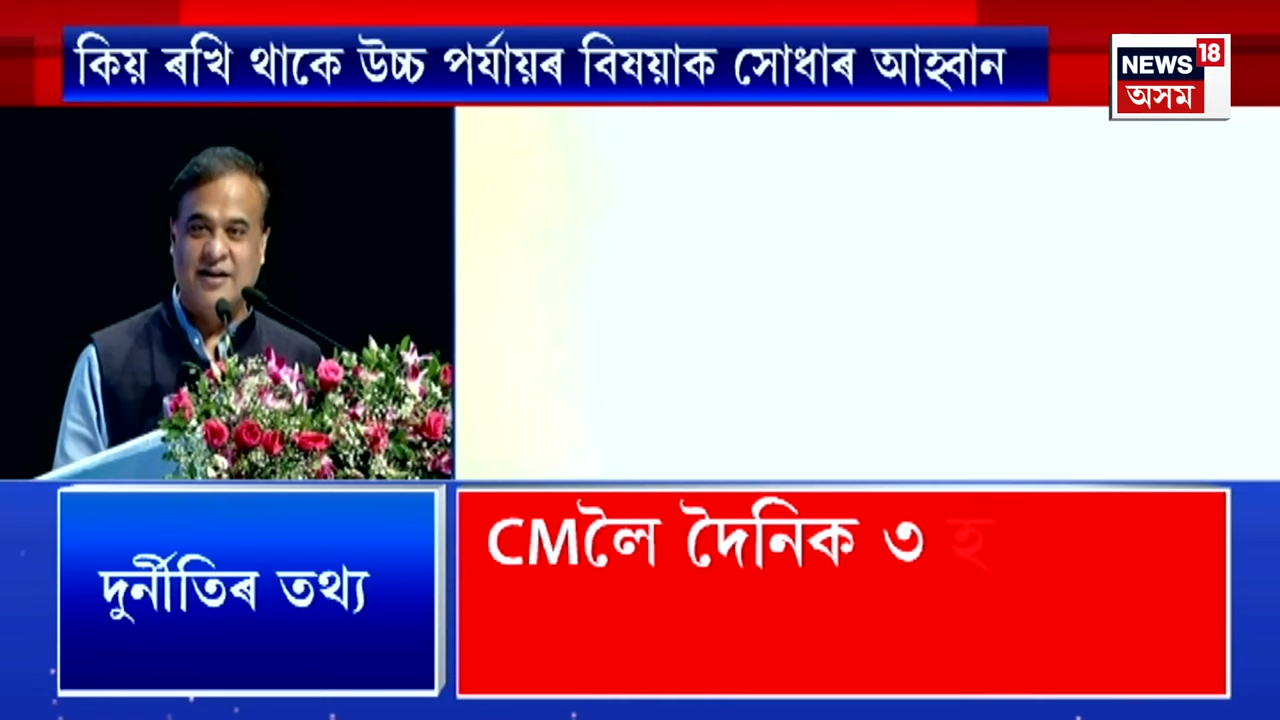 কিয় ৰখি থাকে উচ্চ পৰ্যায়ৰ বিষয়াক সোধাৰ আহ্বান
NEWS 18
অসম
CMলৈ দৈনিক ৩ হ
দুৰ্নীতিৰ তথ্য